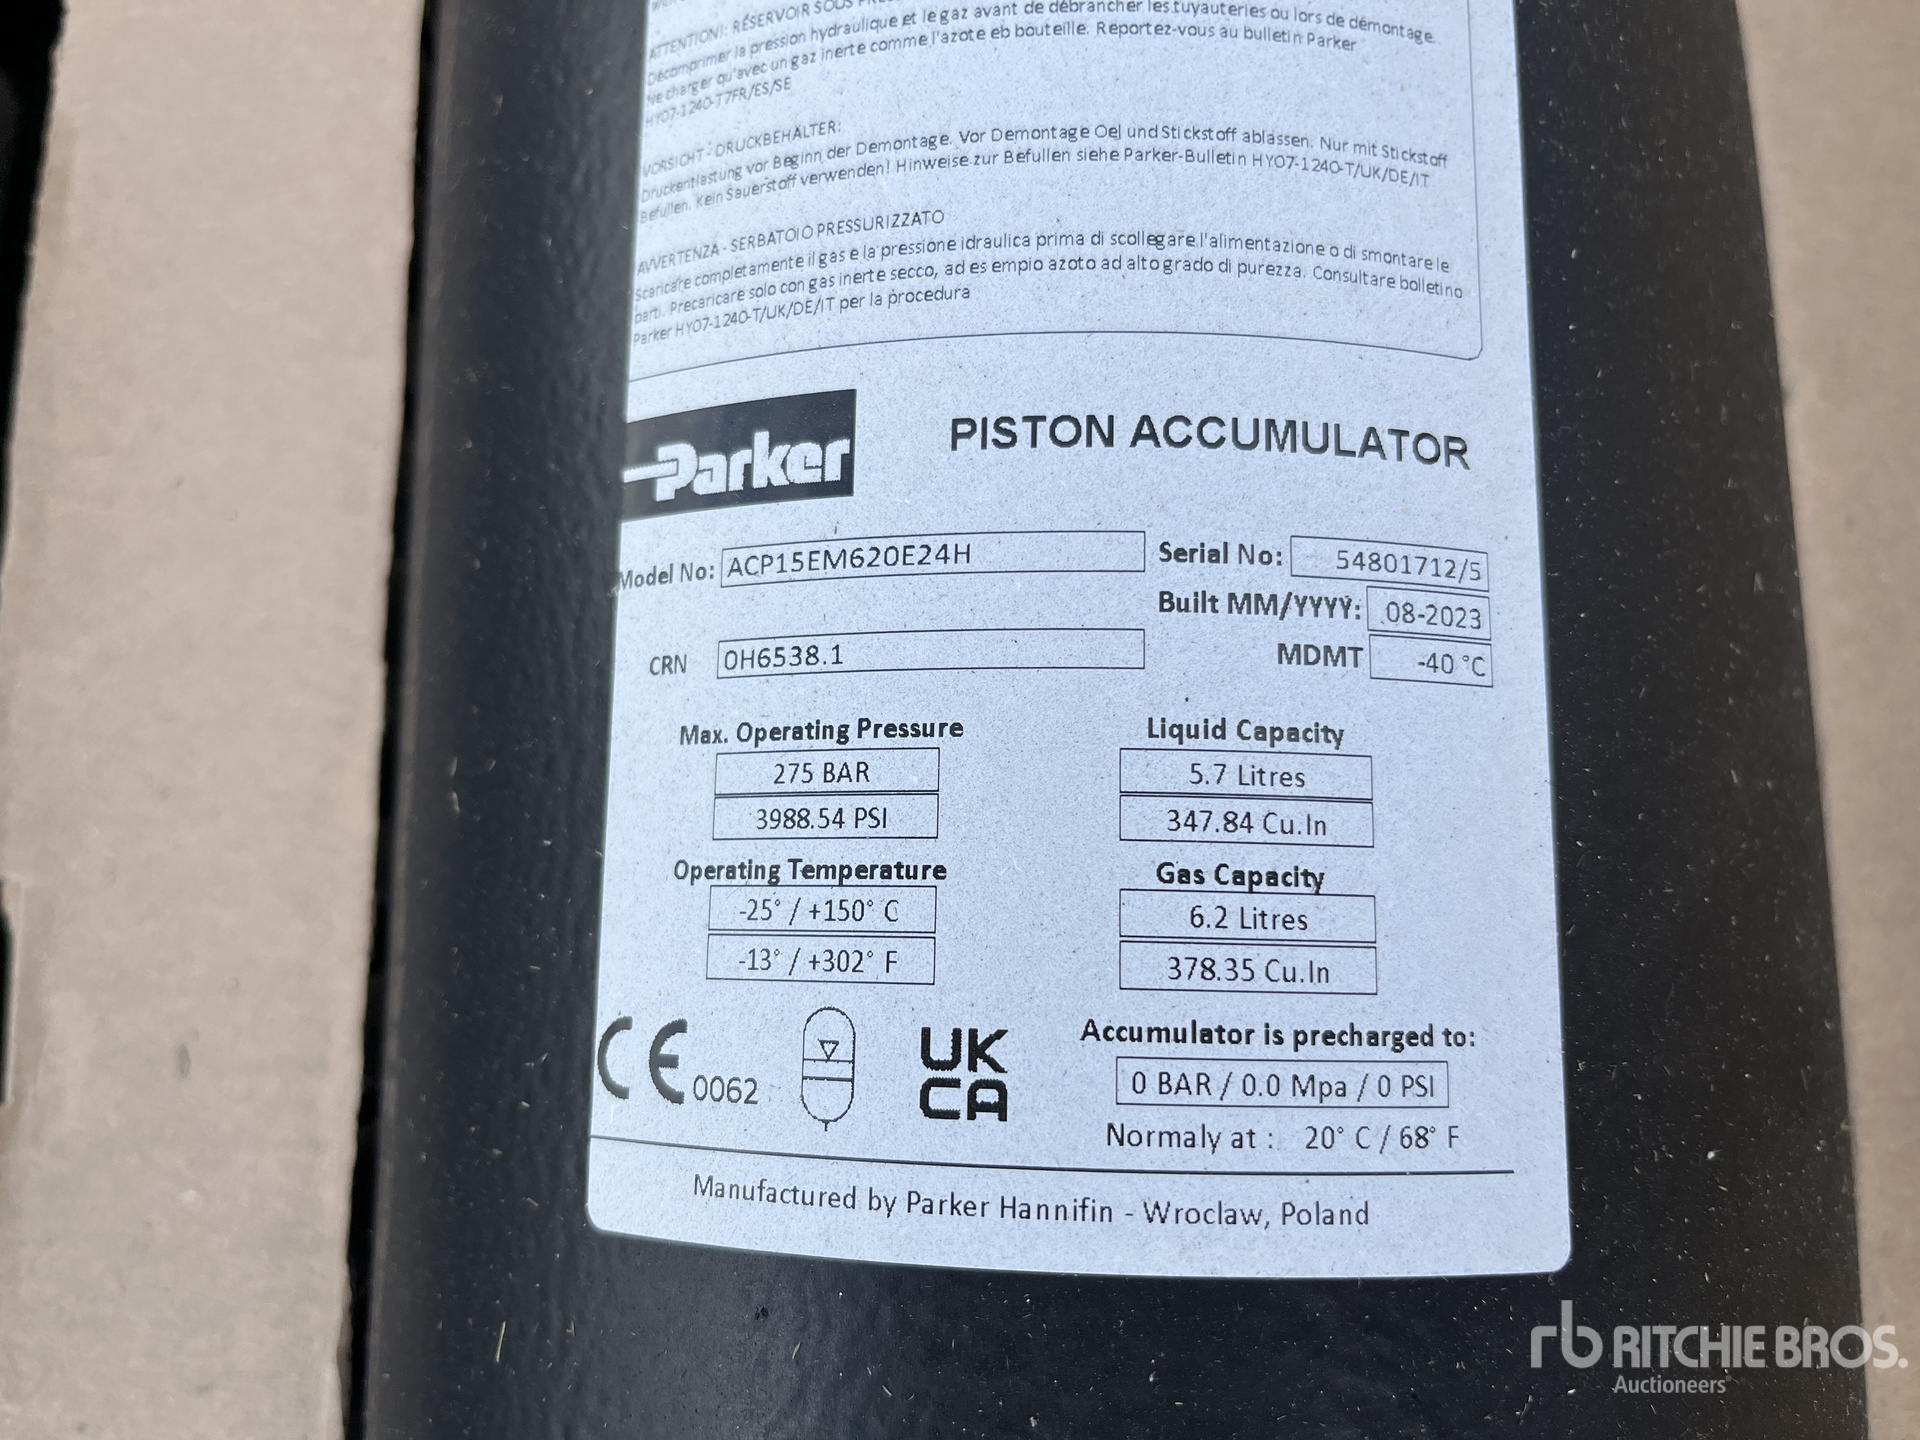 ATTENTION!: RÉSERVOIR SOUS
Décomprimer la pression hydraulique et le gaz avant de débrancher les tuyauteries ou lors de démontage.
Ne charger qu'avec un gaz inerte comme l'azote eb bouteille. Reportez-vous au bulletin Parker
HY07-1240-T7FR/ES/SE
VORSICHT - DRUCKBEHÄLTER:
Druckentlastung vor Beginn der Demontage. Vor Demontage Oel und Stickstoff ablassen. Nur mit Stickstoff
Befullen. Kein Sauerstoff verwenden! Hinweise zur Befullen siehe Parker-Bulletin HY07-1240-T/UK/DE/IT
AVVERTENZA - SERBATOIO PRESSURIZZATO
Scaricare completamente il gas e la pressione idraulica prima di scollegare l'alimentazione o di smontare le
parti. Precaricare solo con gas inerte secco, ad es empio azoto ad alto grado di purezza. Consultare bolletino
Parker HY07-1240-T/UK/DE/IT per la procedura
Parker PISTON ACCUMULATOR
Model No: ACP15EM620E24H Serial No: 54801712/5
Built MM/YYYY: 08-2023
CRN 0H6538.1 MDMT -40 °C
Max. Operating Pressure Liquid Capacity
275 BAR 5.7 Litres
3988.54 PSI 347.84 Cu.In
Operating Temperature Gas Capacity
-25° / +150° C 6.2 Litres
-13° / +302° F 378.35 Cu.In
CE 0062 UK CA Accumulator is precharged to:
0 BAR / 0.0 Mpa / 0 PSI
Normaly at : 20° C / 68° F
Manufactured by Parker Hannifin - Wroclaw, Poland
rb RITCHIE BROS.
Auctioneers